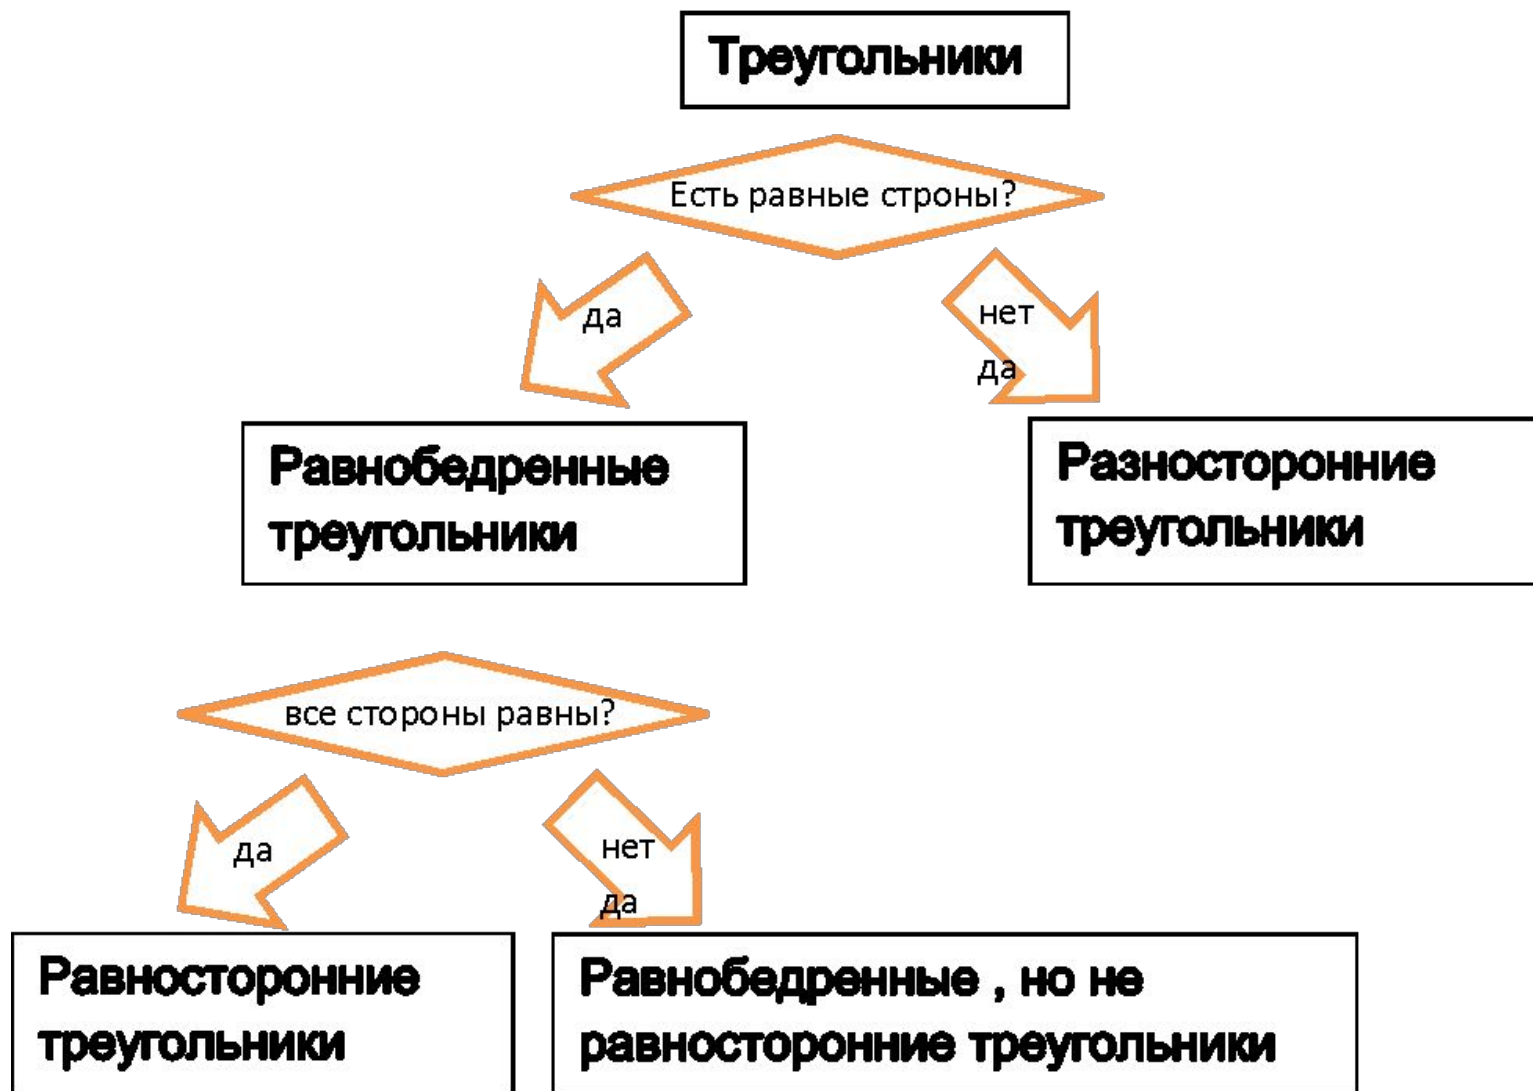 Треугольники
Есть равные строны?
да
нет
да
Равнобедренные
треугольники
Разносторонние
треугольники
все стороны равны?
да
нет
да
Равносторонние
треугольники
Равнобедренные , но не
равносторонние треугольники